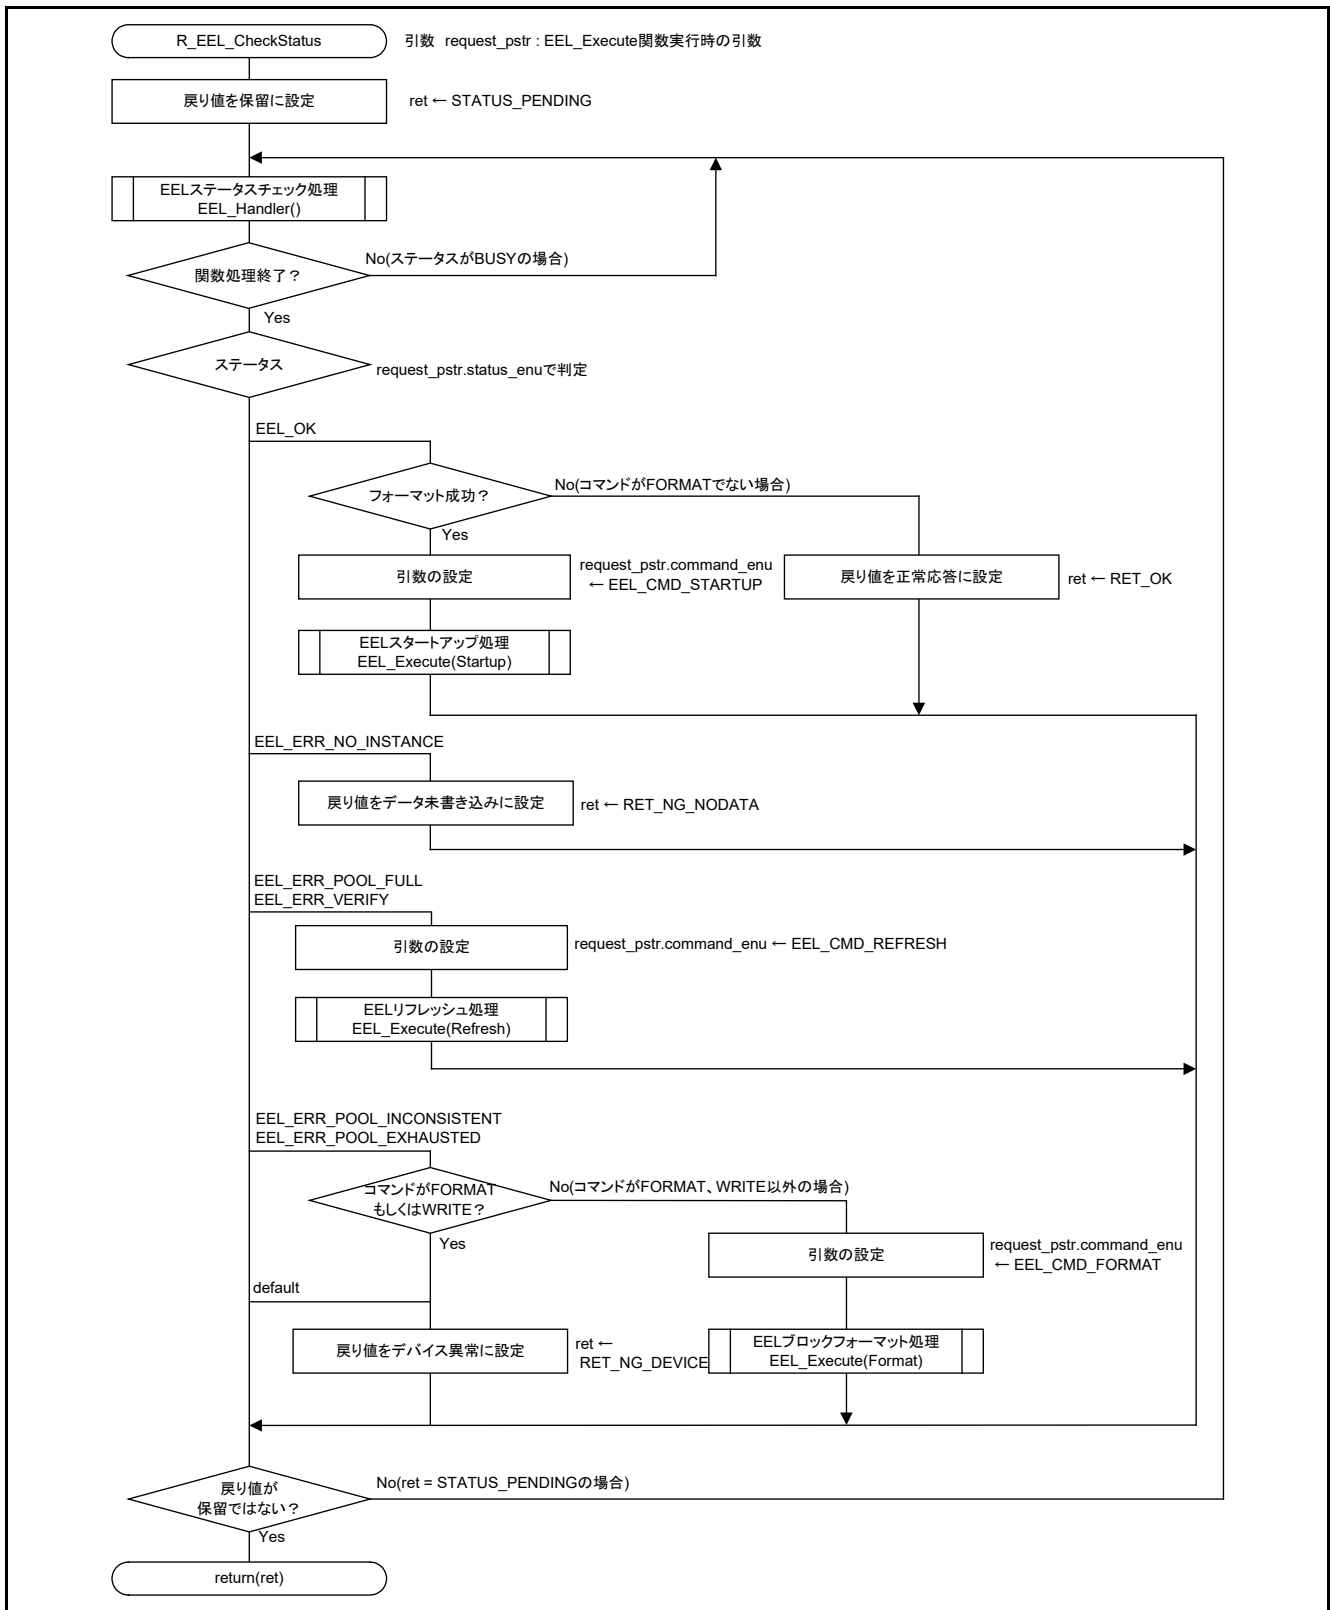 R_EEL_CheckStatus
引数 request_pstr : EEL_Execute関数実行時の引数
戻り値を保留に設定
ret ← STATUS_PENDING
EELステータスチェック処理
EEL_Handler()
No(ステータスがBUSYの場合)
関数処理終了？
Yes
ステータス
request_pstr.status_enuで判定
EEL_OK
No(コマンドがFORMATでない場合)
フォーマット成功？
Yes
引数の設定
request_pstr.command_enu
← EEL_CMD_STARTUP
戻り値を正常応答に設定
ret ← RET_OK
EELスタートアップ処理
EEL_Execute(Startup)
EEL_ERR_NO_INSTANCE
戻り値をデータ未書き込みに設定
ret ← RET_NG_NODATA
EEL_ERR_POOL_FULL
EEL_ERR_VERIFY
引数の設定
request_pstr.command_enu ← EEL_CMD_REFRESH
EELリフレッシュ処理
EEL_Execute(Refresh)
EEL_ERR_POOL_INCONSISTENT
EEL_ERR_POOL_EXHAUSTED
コマンドがFORMAT
もしくはWRITE？
No(コマンドがFORMAT、WRITE以外の場合)
Yes
引数の設定
request_pstr.command_enu
← EEL_CMD_FORMAT
default
戻り値をデバイス異常に設定
ret ←
RET_NG_DEVICE
EELブロックフォーマット処理
EEL_Execute(Format)
戻り値が
保留ではない？
No(ret = STATUS_PENDINGの場合)
Yes
return(ret)